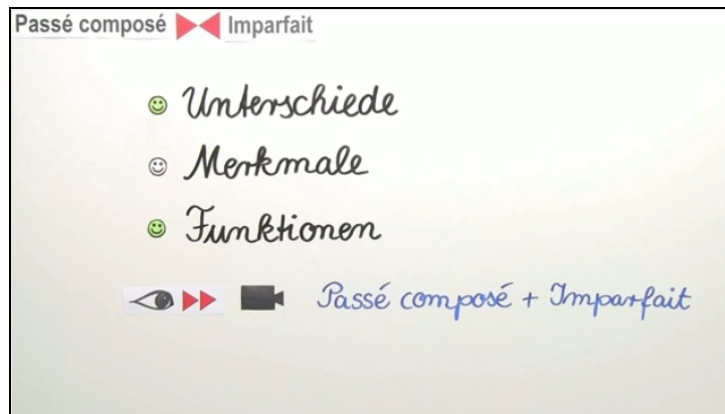 Passé composé Imparfait
Unterschiede
Merkmale
Funktionen
Passé composé + Imparfait